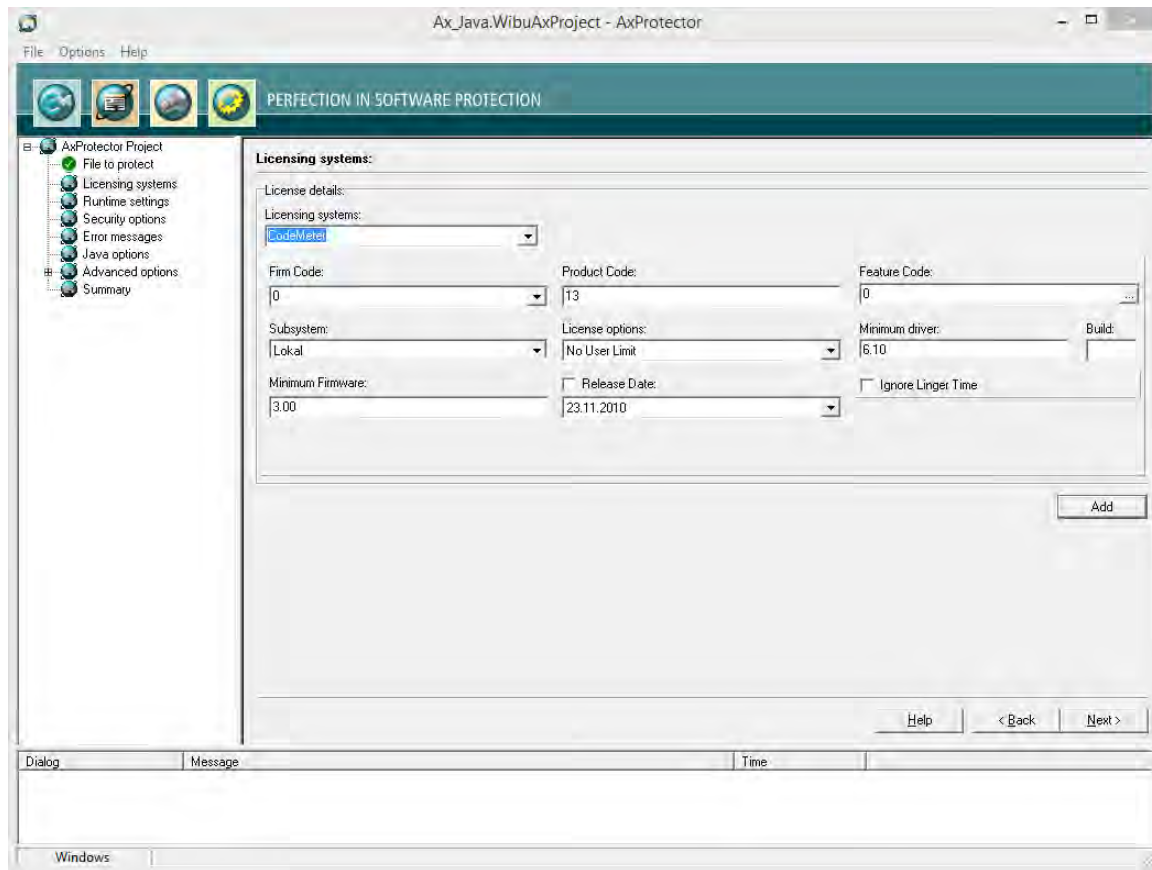 Ax_Java.WibuAxProject - AxProtector
File Options Help
PERFECTION IN SOFTWARE PROTECTION
AxProtector Project
File to protect
Licensing systems
Runtime settings
Security options
Error messages
Java options
Advanced options
Summary
Licensing systems:
License details:
Licensing systems:
CodeMeter
Firm Code: Product Code: Feature Code:
0 13 0 ...
Subsystem: License options: Minimum driver: Build:
Lokal No User Limit 6.10
Minimum Firmware: Release Date: Ignore Linger Time
3.00 23.11.2010
Add
Help < Back Next >
Dialog Message Time
Windows